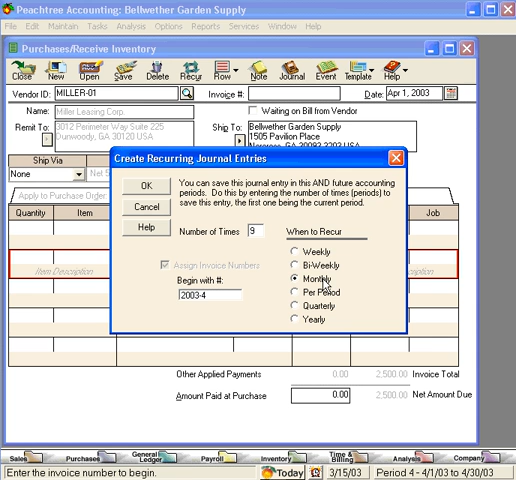 Peachtree Accounting: Bellwether Garden Supply
File Edit Maintain Tasks Analysis Options Reports Services Window Help
Purchases/Receive Inventory
Close New Open Save Delete Recur Row Note Journal Event Template Help
Vendor ID: MILLER-01 Invoice #: Date: Apr 1, 2003
Name: Miller Leasing Corp. Waiting on Bill from Vendor
Remit To: 3012 Perimeter Way Suite 225 Ship To: Bellwether Garden Supply
Dunwoody, GA 30120 USA 1505 Pavilion Place
Ship Via
None Net
Apply to Purchase Order
Quantity Item Job
Item Description
Create Recurring Journal Entries
OK
Cancel
Help
You can save this journal entry in this AND future accounting
periods. Do this by entering the number of times (periods) to
save this entry, the first one being the current period.
Number of Times 9 When to Recur
Assign Invoice Numbers
Begin with #:
2003-4
Weekly
Bi-Weekly
Monthly
Per Period
Quarterly
Yearly
Other Applied Payments 0.00 2,500.00 Invoice Total
Amount Paid at Purchase 0.00 2,500.00 Net Amount Due
Sales Purchases General Ledger Payroll Inventory Time & Billing Analysis Company
Enter the invoice number to begin. Today 3/15/03 Period 4 - 4/1/03 to 4/30/03